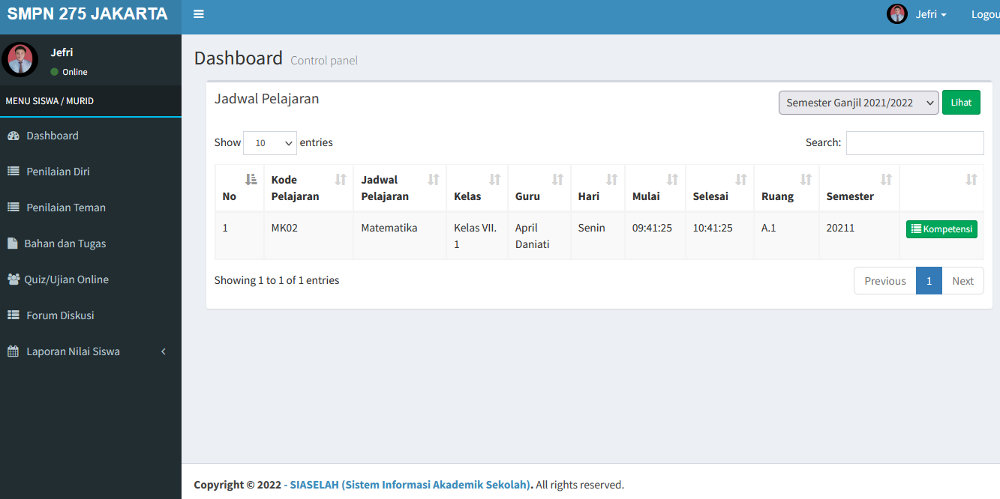 SMPN 275 JAKARTA
Jefri
Jefri
Online
MENU SISWA / MURID
Dashboard
Penilaian Diri
Penilaian Teman
Bahan dan Tugas
Quiz/Ujian Online
Forum Diskusi
Laporan Nilai Siswa
Dashboard Control panel
Jadwal Pelajaran
Semester Ganjil 2021/2022 Lihat
Show 10 entries Search:
No Kode Pelajaran Jadwal Pelajaran Kelas Guru Hari Mulai Selesai Ruang Semester
1 MK02 Matematika Kelas VII. 1 April Daniati Senin 09:41:25 10:41:25 A.1 20211 Kompetensi
Showing 1 to 1 of 1 entries Previous 1 Next
Copyright © 2022 - SIASELAH (Sistem Informasi Akademik Sekolah). All rights reserved.